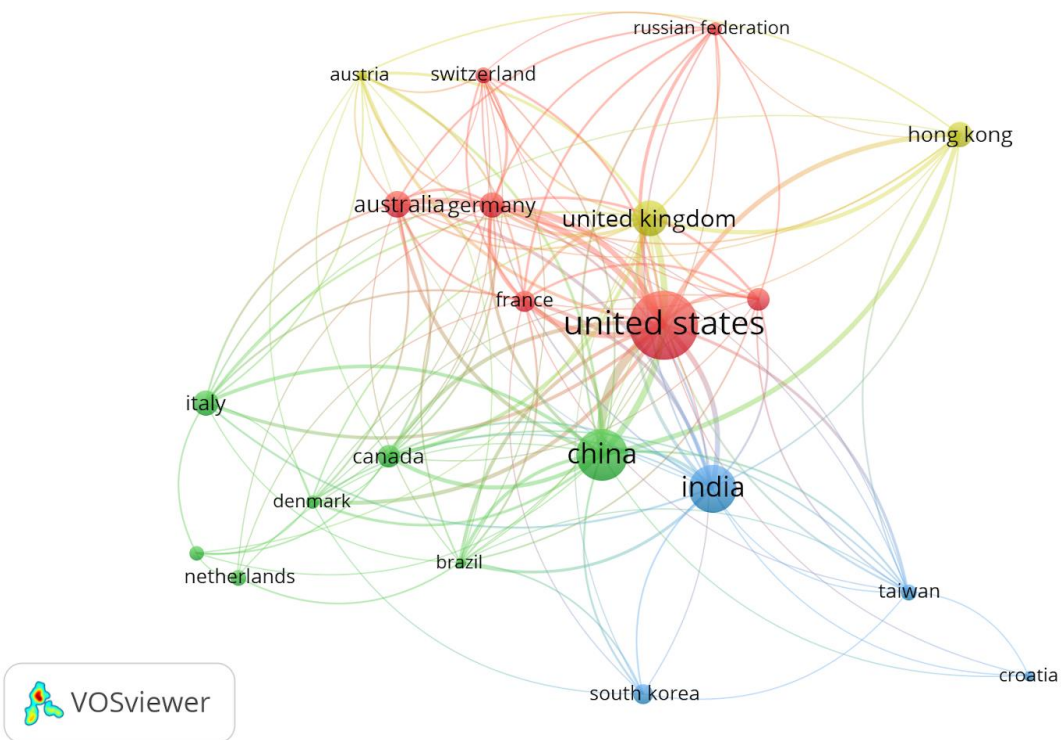 russian federation
austria
switzerland
hong kong
australia
germany
united kingdom
france
united states
italy
china
canada
india
denmark
brazil
netherlands
taiwan
croatia
south korea
VOSviewer